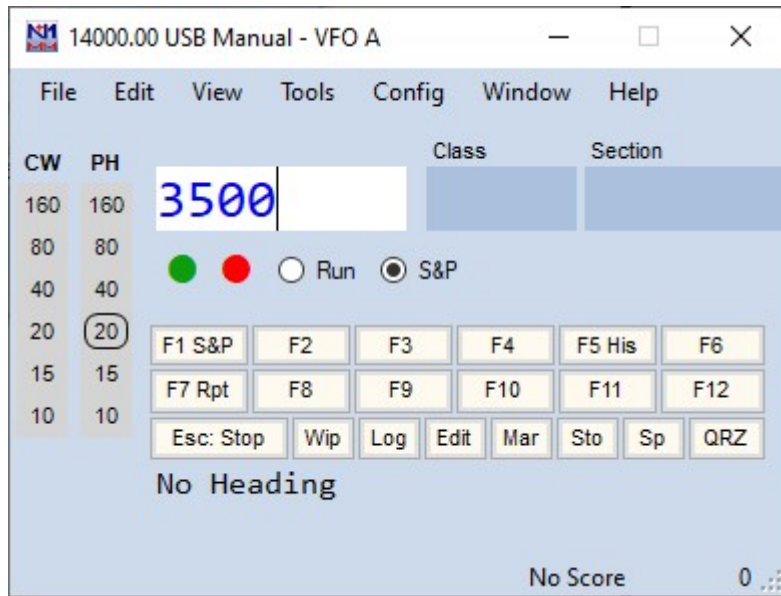 14000.00 USB Manual - VFO A
File Edit View Tools Config Window Help
Class Section
CW PH
3500
160 160
80 80
40 40
20 20
15 15
10 10
Run S&P
F1 S&P F2 F3 F4 F5 His F6
F7 Rpt F8 F9 F10 F11 F12
Esc: Stop Wip Log Edit Mar Sto Sp QRZ
No Heading
No Score 0